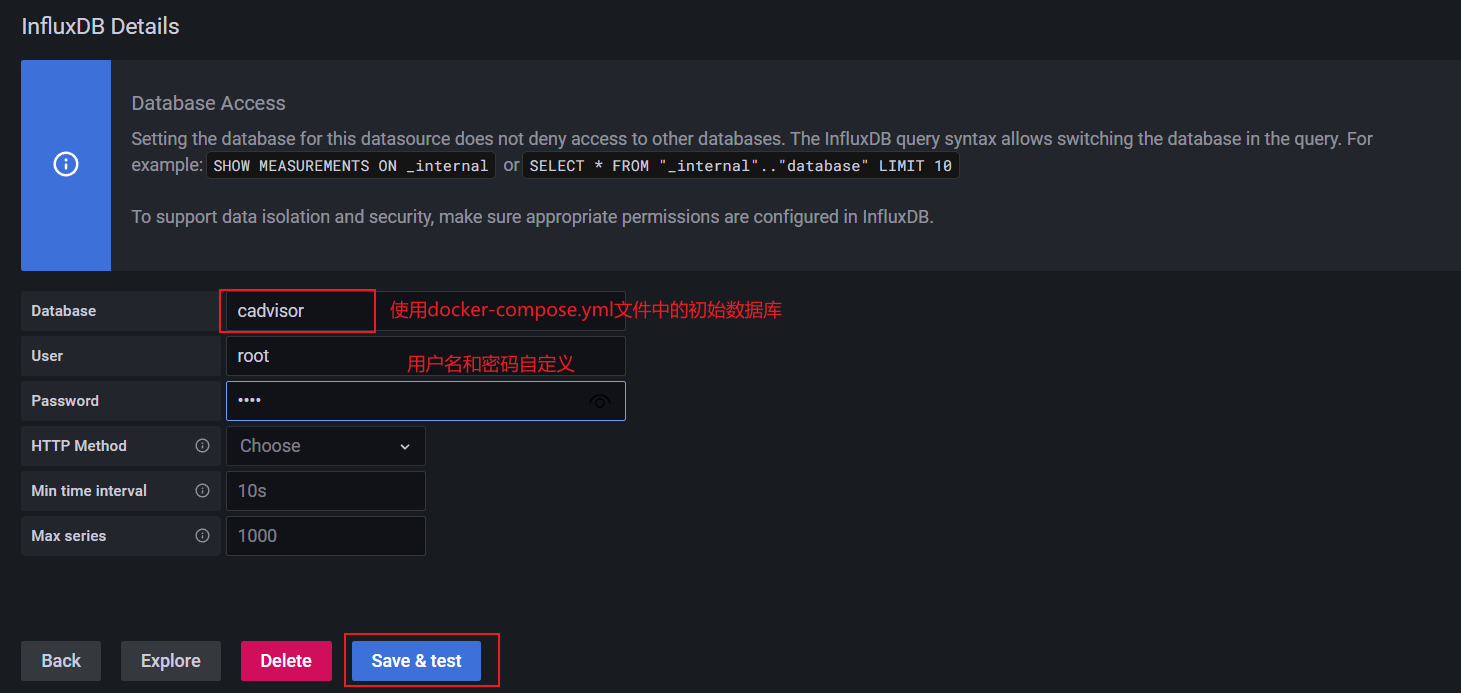 InfluxDB Details
Database Access
Setting the database for this datasource does not deny access to other databases. The InfluxDB query syntax allows switching the database in the query. For
example: SHOW MEASUREMENTS ON _internal or SELECT * FROM "_internal".."database" LIMIT 10
To support data isolation and security, make sure appropriate permissions are configured in InfluxDB.
Database cadvisor 使用docker-compose.yml文件中的初始数据库
User root
用户名和密码自定义
Password ••••
HTTP Method Choose
Min time interval 10s
Max series 1000
Back Explore Delete Save & test